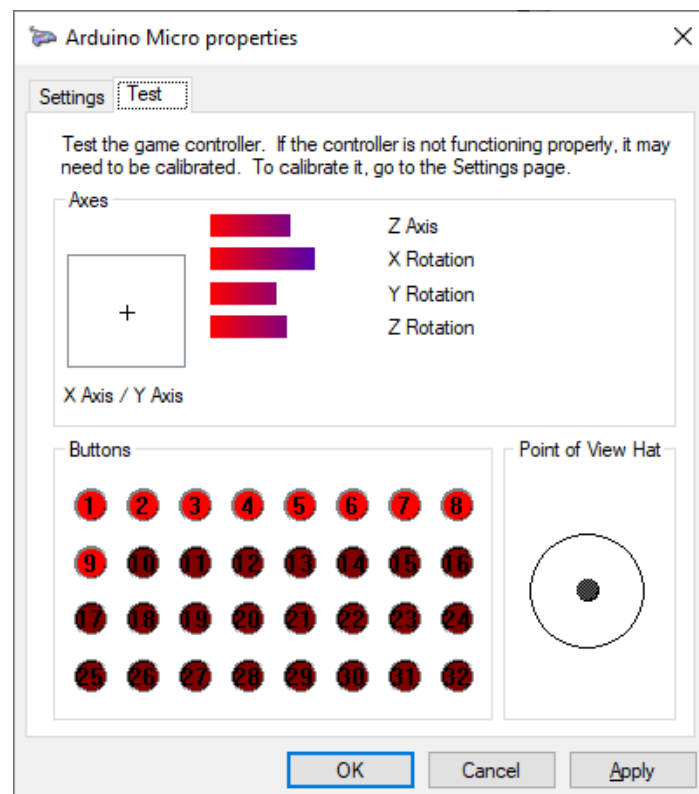 Arduino Micro properties
Settings
Test
Test the game controller. If the controller is not functioning properly, it may
need to be calibrated. To calibrate it, go to the Settings page.
Axes
Z Axis
X Rotation
Y Rotation
Z Rotation
X Axis / Y Axis
Buttons
1 2 3 4 5 6 7 8
9 10 11 12 13 14 15 16
17 18 19 20 21 22 23 24
25 26 27 28 29 30 31 32
Point of View Hat
OK
Cancel
Apply